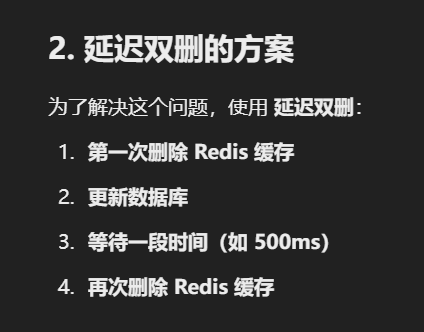 2. 延迟双删的方案
为了解决这个问题，使用 延迟双删：
1. 第一次删除 Redis 缓存
2. 更新数据库
3. 等待一段时间（如 500ms）
4. 再次删除 Redis 缓存